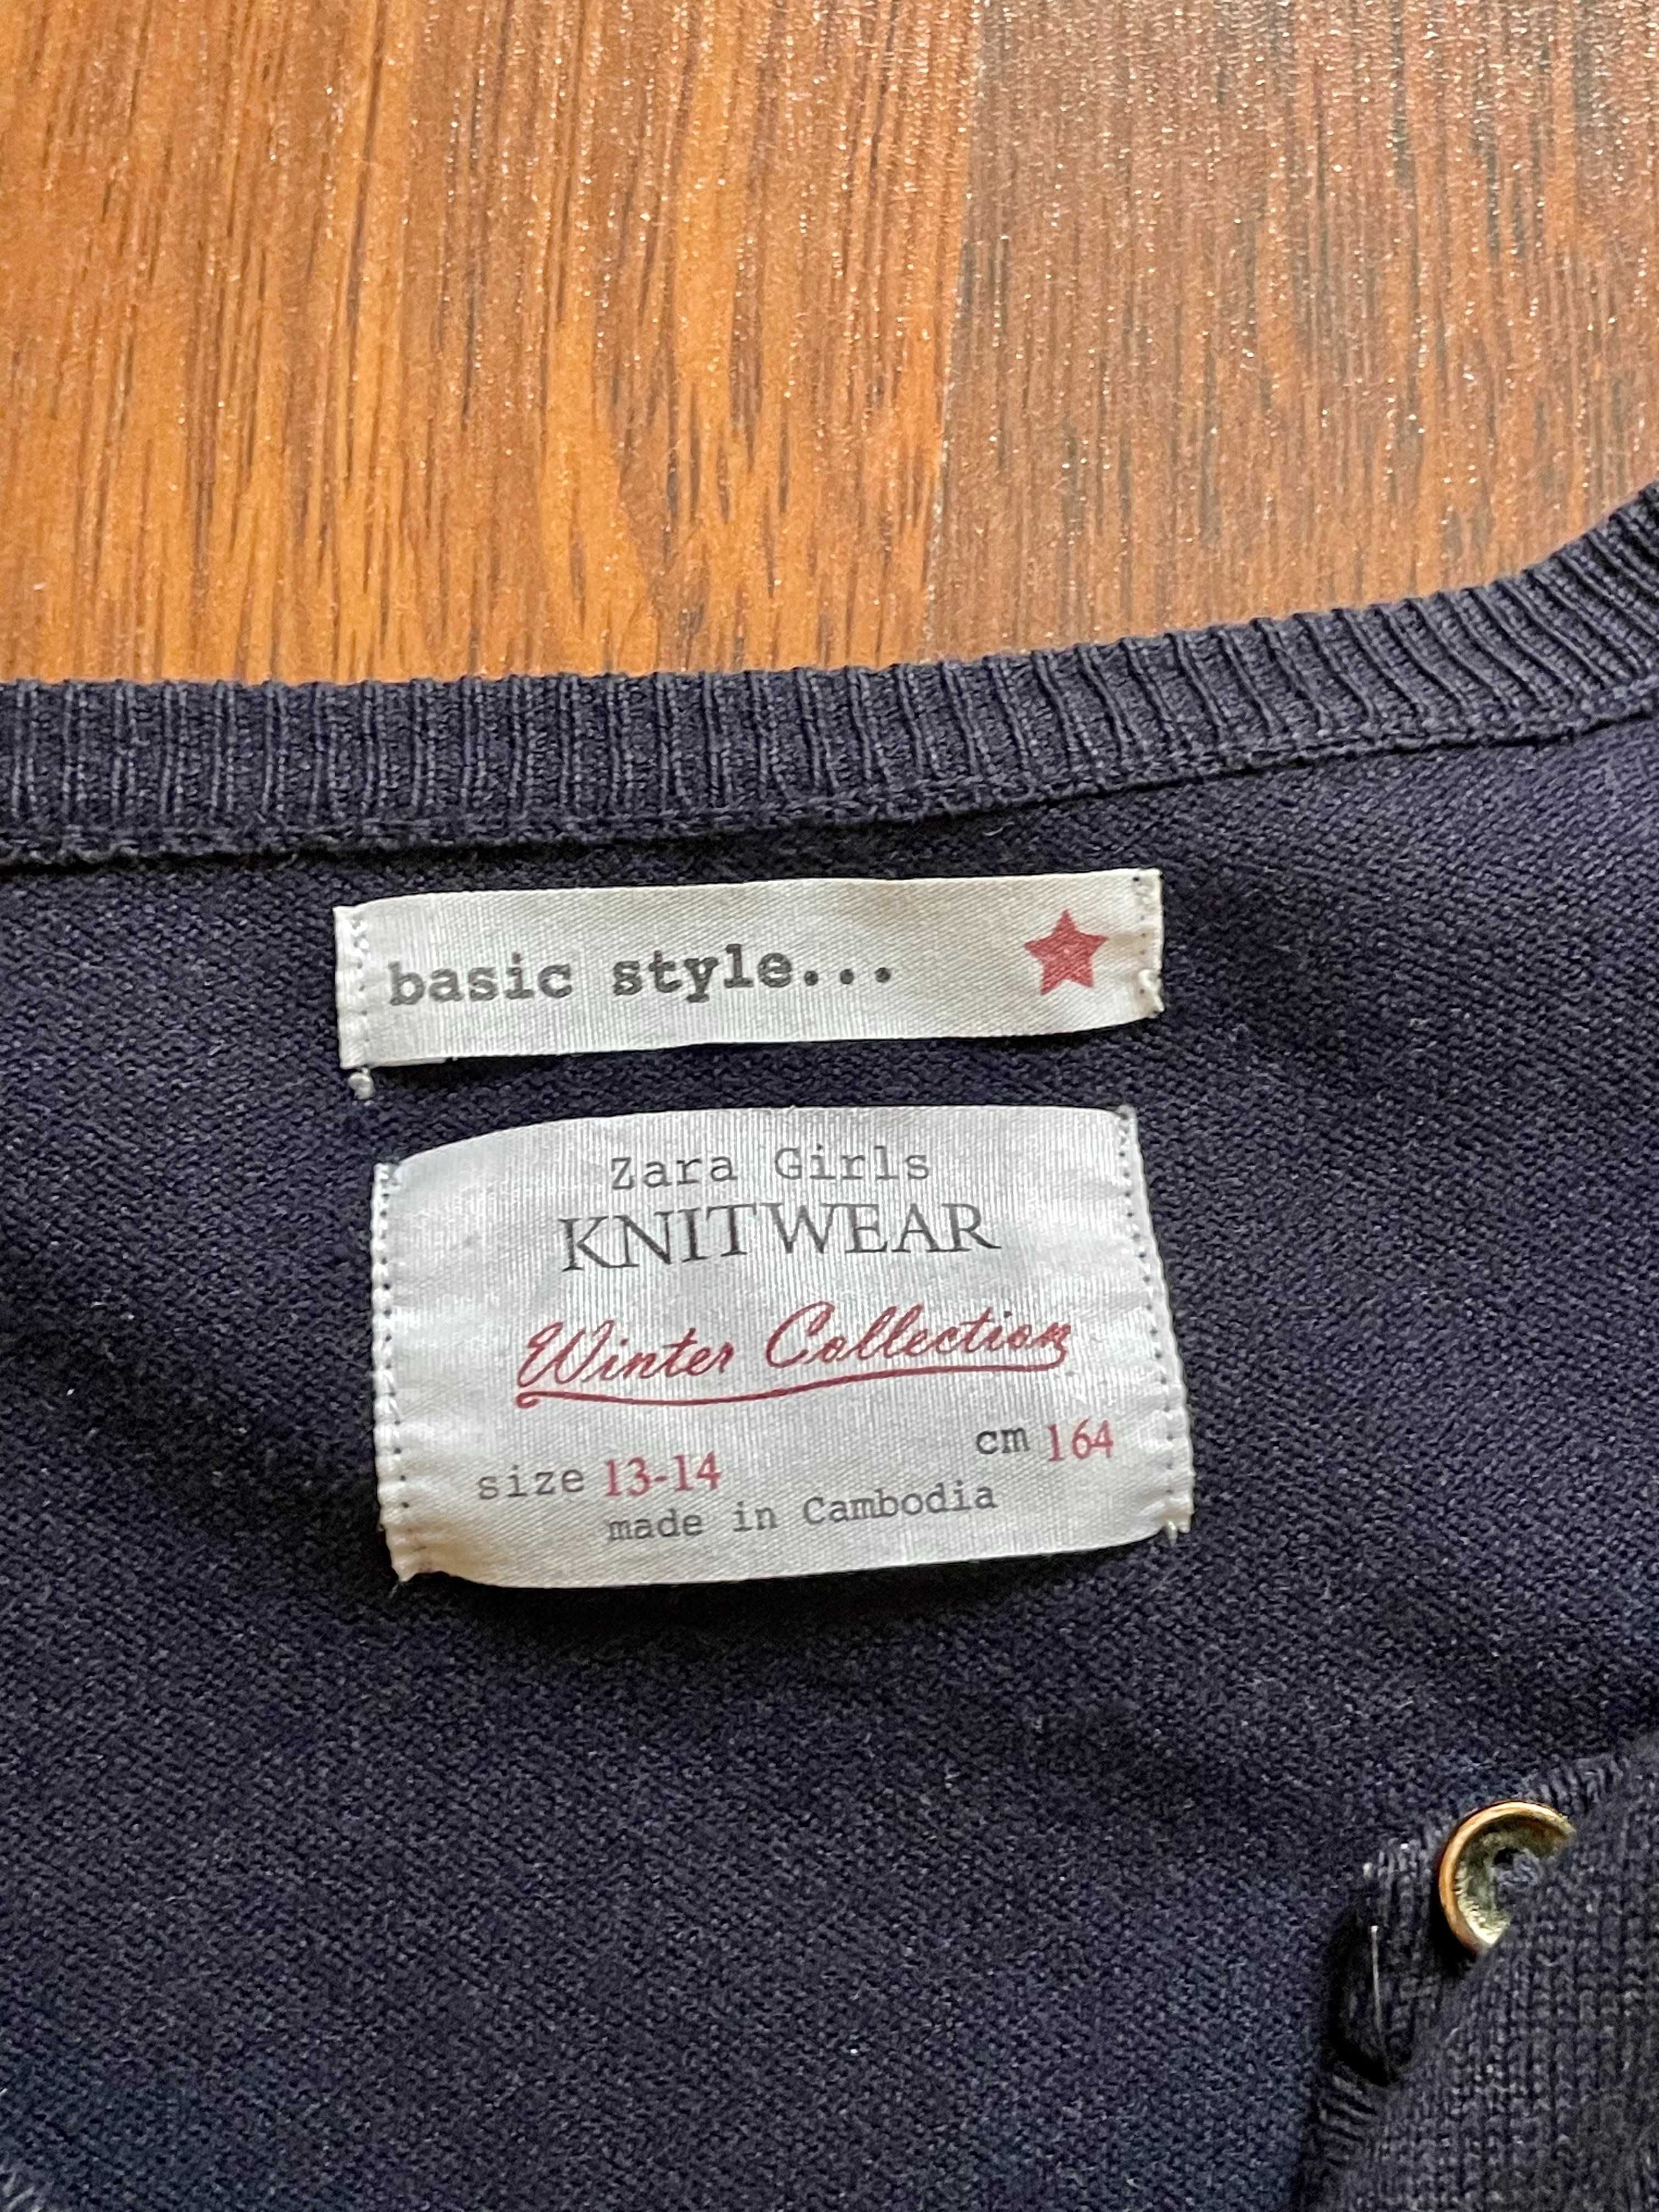 basic style...
Zara Girls
KNITWEAR
Winter Collection
size 13-14 cm 164
made in Cambodia